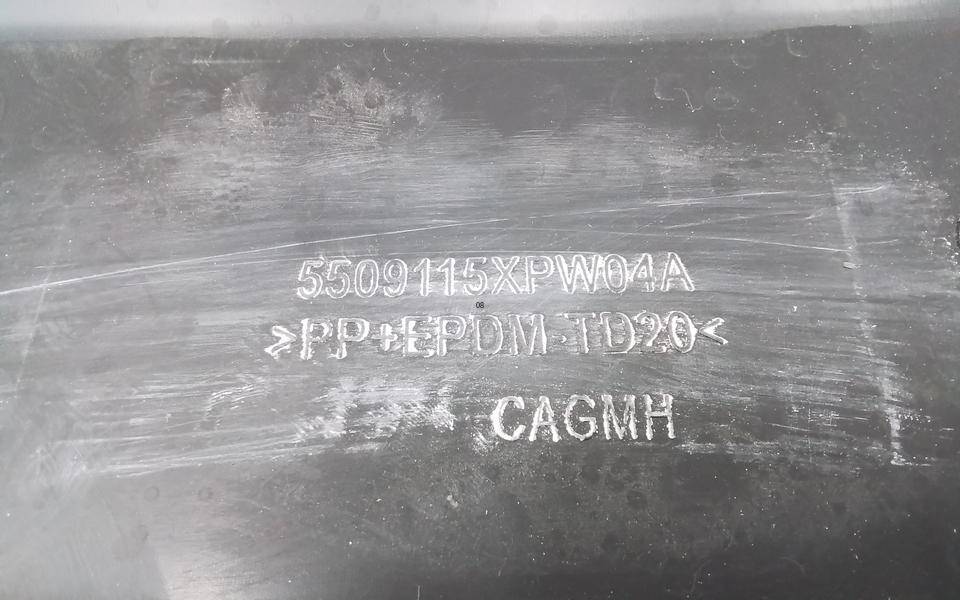 5509115XPW04A
08
>PP+EPDM-TD20<
CAGMH